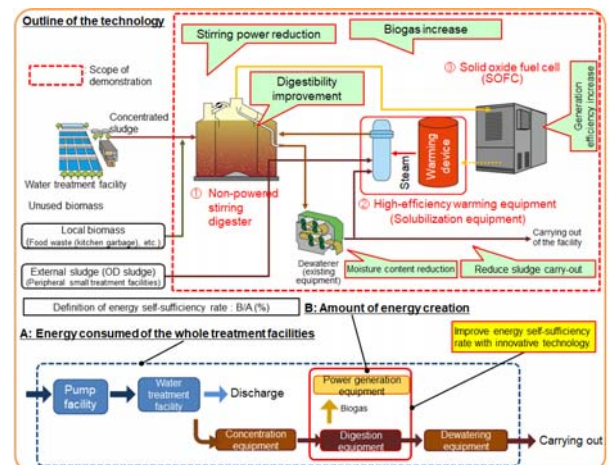 Outline of the technology
Stirring power reduction
Biogas increase
Scope of
demonstration
③ Solid oxide fuel cell
(SOFC)
Digestibility
improvement
Generation
efficiency increase
Concentrated
sludge
Water treatment facility
Steam
Warming
device
① Non-powered
stirring
digester
② High-efficiency warming equipment
(Solubilization equipment)
Unused biomass
Local biomass
(Food waste (kitchen garbage), etc.)
Dewaterer
(existing
equipment)
Carrying out
of the facility
Moisture content reduction
Reduce sludge carry-out
External sludge (OD sludge)
(Peripheral small treatment facilities)
Definition of energy self-sufficiency rate : B/A (%)
B: Amount of energy creation
A: Energy consumed of the whole treatment facilities
Improve energy self-sufficiency
rate with innovative technology
Power generation
equipment
Pump
facility
Water
treatment
facility
Discharge
Biogas
Concentration
equipment
Digestion
equipment
Dewatering
equipment
Carrying out